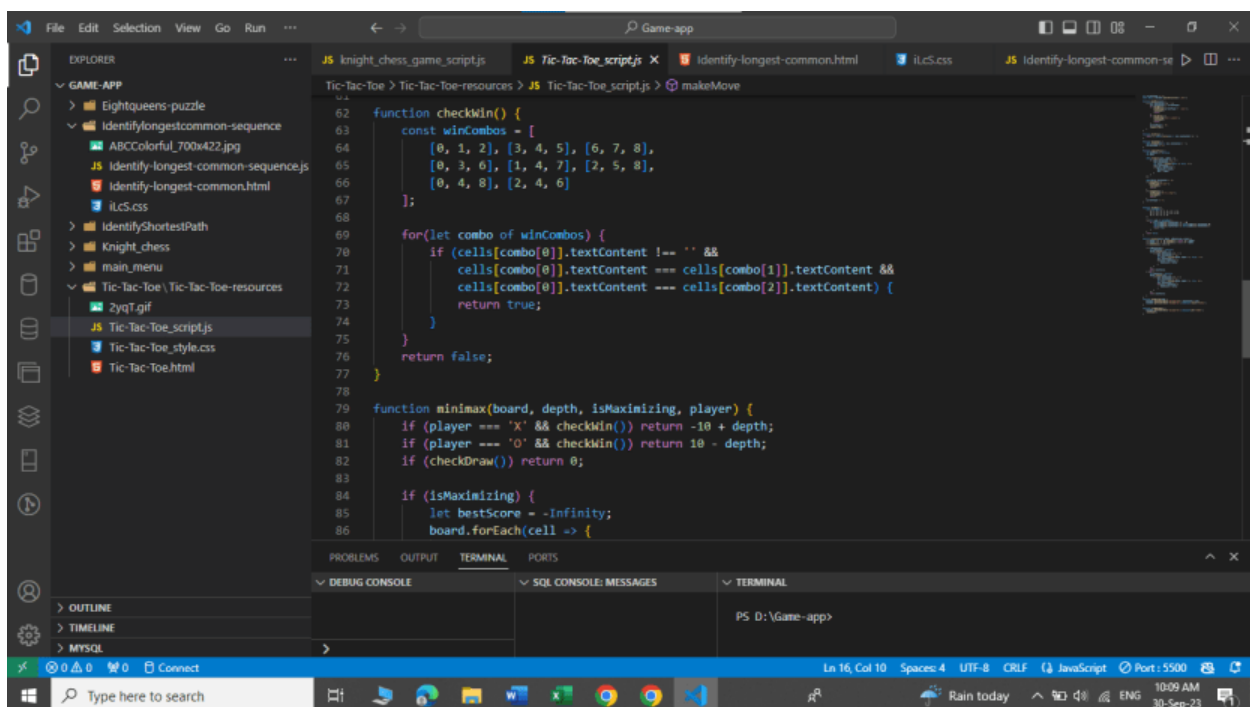 File Edit Selection View Go Run ···
Game-app
EXPLORER
GAME-APP
Eightqueens-puzzle
Identifylongestcommon-sequence
ABCColorful_700x422.jpg
JS Identify-longest-common-sequence.js
Identify-longest-common.html
iLcS.css
IdentifyShortestPath
Knight_chess
main_menu
Tic-Tac-Toe \ Tic-Tac-Toe-resources
2yqT.gif
JS Tic-Tac-Toe_script.js
Tic-Tac-Toe_style.css
Tic-Tac-Toe.html
OUTLINE
TIMELINE
MYSQL
JS knight_chess_game_script.js JS Tic-Tac-Toe_script.js Identify-longest-common.html iLcS.css JS Identify-longest-common-se
Tic-Tac-Toe > Tic-Tac-Toe-resources > JS Tic-Tac-Toe_script.js > makeMove
62 function checkWin() {
63 const winCombos = [
64 [0, 1, 2], [3, 4, 5], [6, 7, 8],
65 [0, 3, 6], [1, 4, 7], [2, 5, 8],
66 [0, 4, 8], [2, 4, 6]
67 ];
68
69 for(let combo of winCombos) {
70 if (cells[combo[0]].textContent !== '' &&
71 cells[combo[0]].textContent === cells[combo[1]].textContent &&
72 cells[combo[0]].textContent === cells[combo[2]].textContent) {
73 return true;
74 }
75 }
76 return false;
77 }
78
79 function minimax(board, depth, isMaximizing, player) {
80 if (player === 'X' && checkWin()) return -10 + depth;
81 if (player === 'O' && checkWin()) return 10 - depth;
82 if (checkDraw()) return 0;
83
84 if (isMaximizing) {
85 let bestScore = -Infinity;
86 board.forEach(cell => {
PROBLEMS OUTPUT TERMINAL PORTS
DEBUG CONSOLE SQL CONSOLE: MESSAGES TERMINAL
PS D:\Game-app>
0 0 0 Connect Ln 16, Col 10 Spaces: 4 UTF-8 CRLF JavaScript Port : 5500
Type here to search Rain today ENG 10:09 AM
30-Sep-23